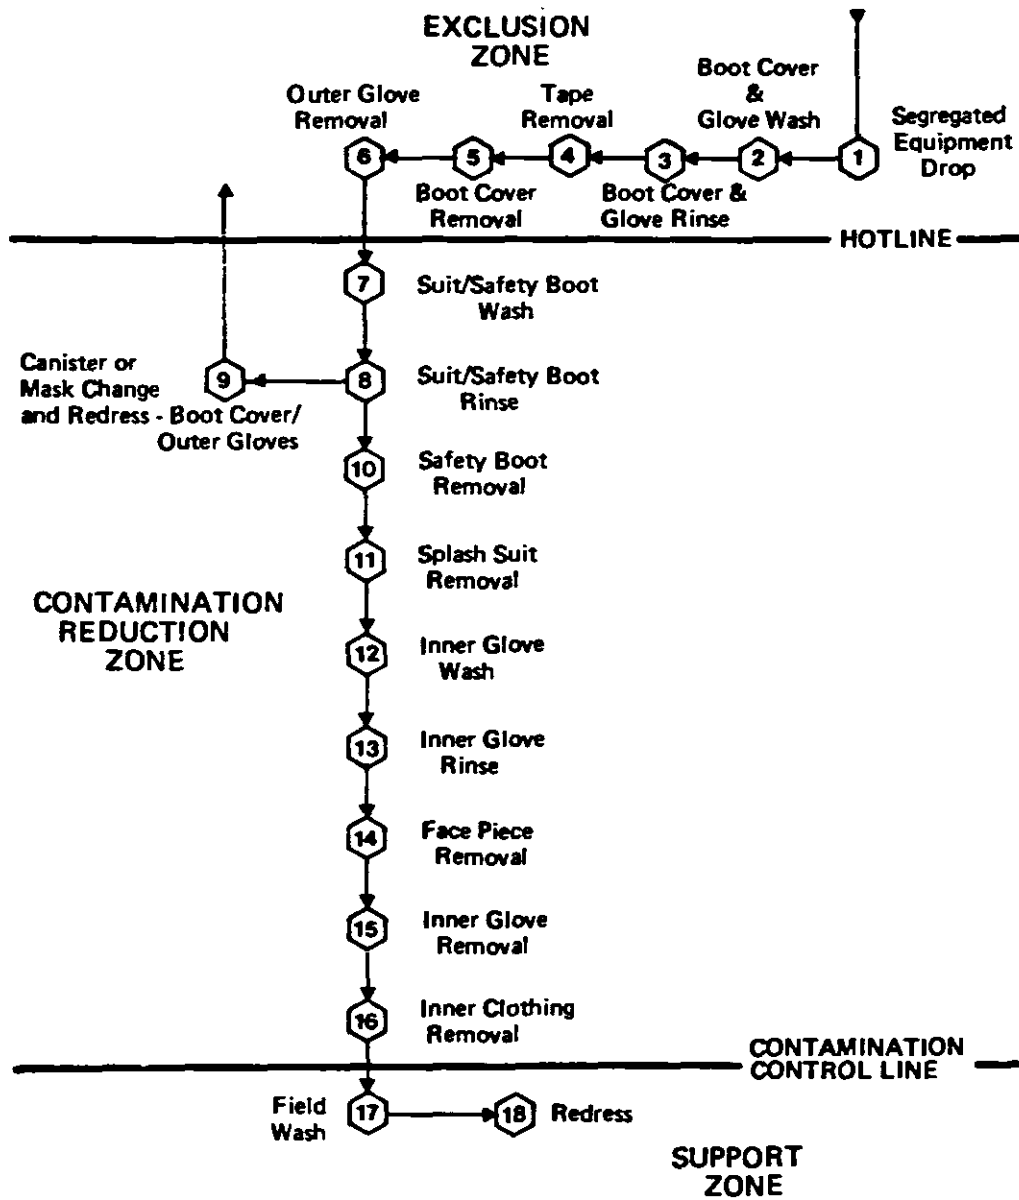 EXCLUSION
ZONE
Boot Cover
&
Glove Wash
Outer Glove
Removal
Tape
Removal
Segregated
Equipment
Drop
6
5
4
3
2
1
Boot Cover
Removal
Boot Cover &
Glove Rinse
HOTLINE
7
Suit/Safety Boot
Wash
Canister or
Mask Change
and Redress - Boot Cover/
Outer Gloves
9
8
Suit/Safety Boot
Rinse
10
Safety Boot
Removal
11
Splash Suit
Removal
CONTAMINATION
REDUCTION
ZONE
12
Inner Glove
Wash
13
Inner Glove
Rinse
14
Face Piece
Removal
15
Inner Glove
Removal
16
Inner Clothing
Removal
CONTAMINATION
CONTROL LINE
Field
Wash
17
18
Redress
SUPPORT
ZONE